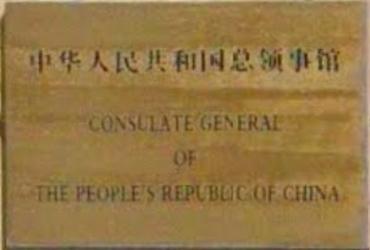 中华人民共和国总领事馆
CONSULATE GENERAL
OF
THE PEOPLE'S REPUBLIC OF CHINA